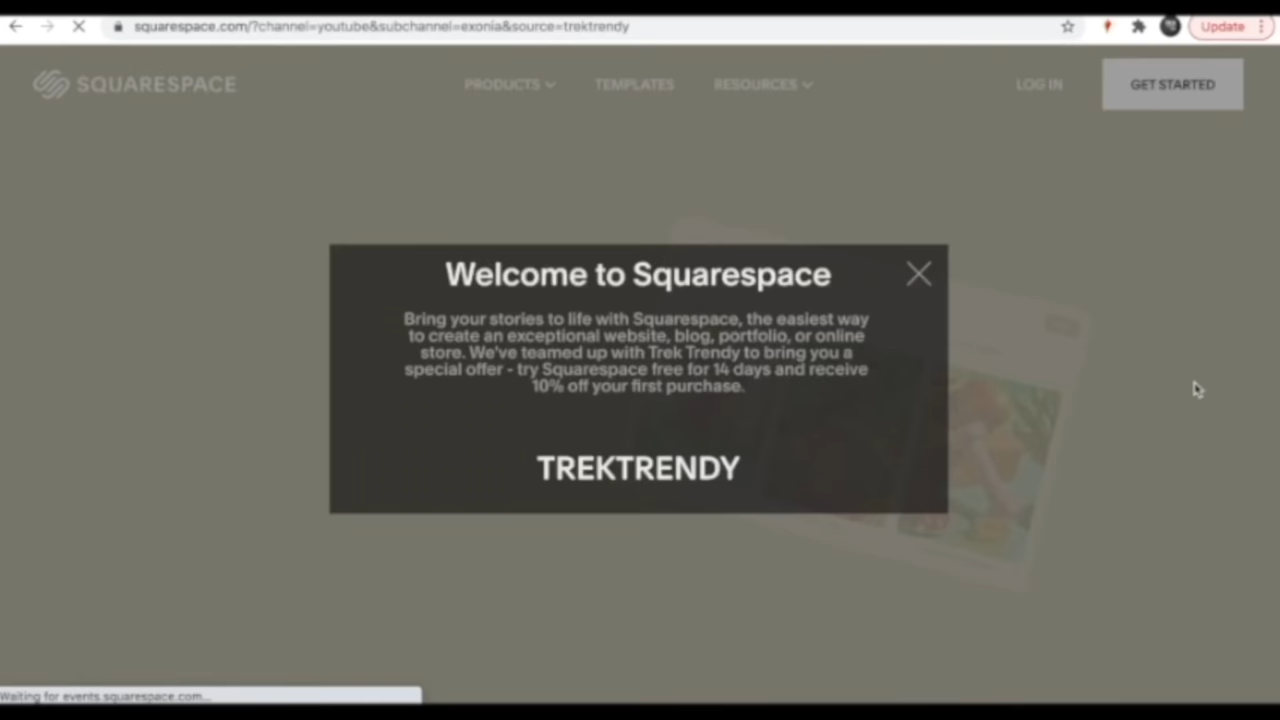 squarespace.com/?channel=youtube&subchannel=exonia&source=trektrendy
Update
SQUARESPACE
PRODUCTS
TEMPLATES
RESOURCES
LOG IN
GET STARTED
Welcome to Squarespace
Bring your stories to life with Squarespace, the easiest way
to create an exceptional website, blog, portfolio, or online
store. We've teamed up with Trek Trendy to bring you a
special offer - try Squarespace free for 14 days and receive
10% off your first purchase.
TREKTRENDY
Waiting for events.squarespace.com...